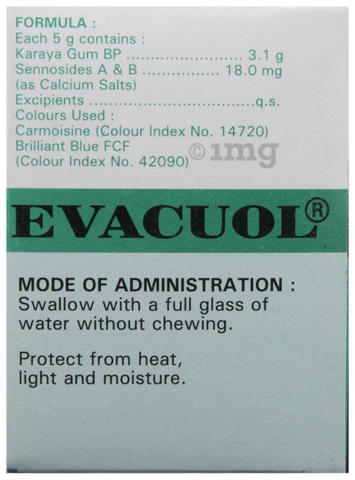 FORMULA :
Each 5 g contains :
Karaya Gum BP .................. 3.1 g
Sennosides A & B ............... 18.0 mg
(as Calcium Salts)
Excipients ..............................q.s.
Colours Used :
Carmoisine (Colour Index No. 14720)
Brilliant Blue FCF
(Colour Index No. 42090)
© 1mg
EVACUOL®
MODE OF ADMINISTRATION :
Swallow with a full glass of
water without chewing.
Protect from heat,
light and moisture.